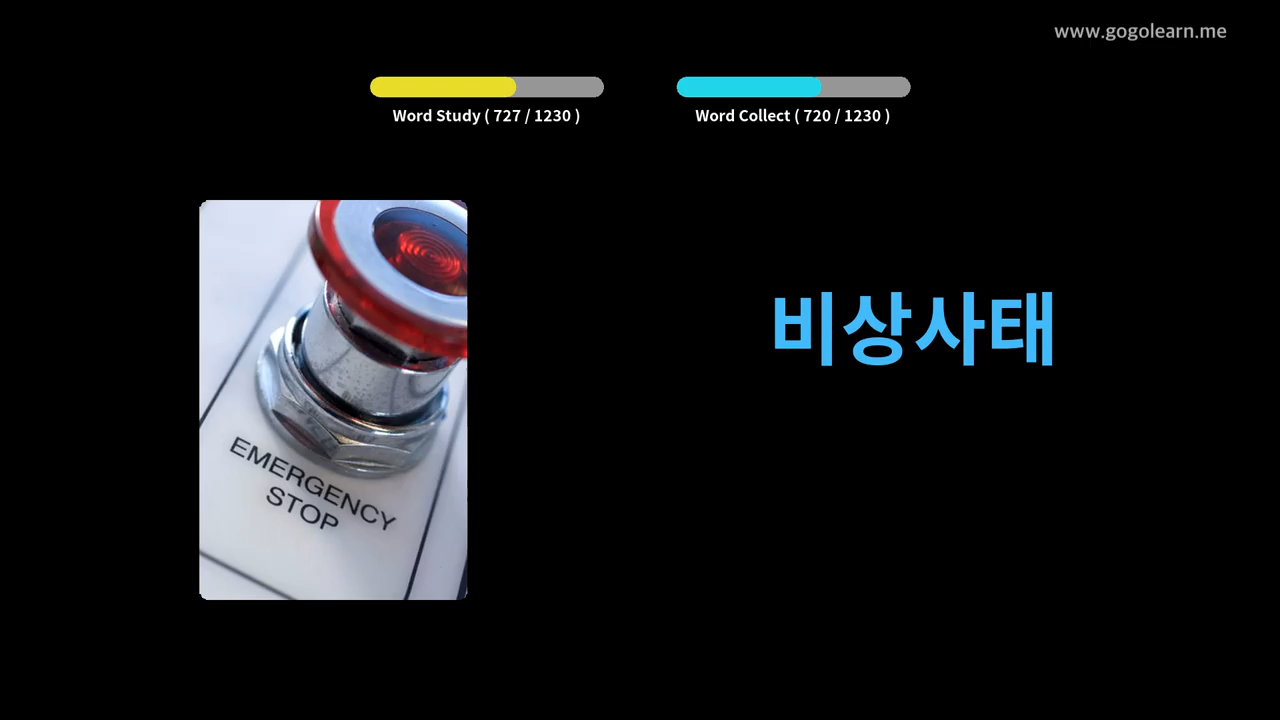 www.gogolearn.me
Word Study ( 727 / 1230 )
Word Collect ( 720 / 1230 )
비상사태
EMERGENCY
STOP